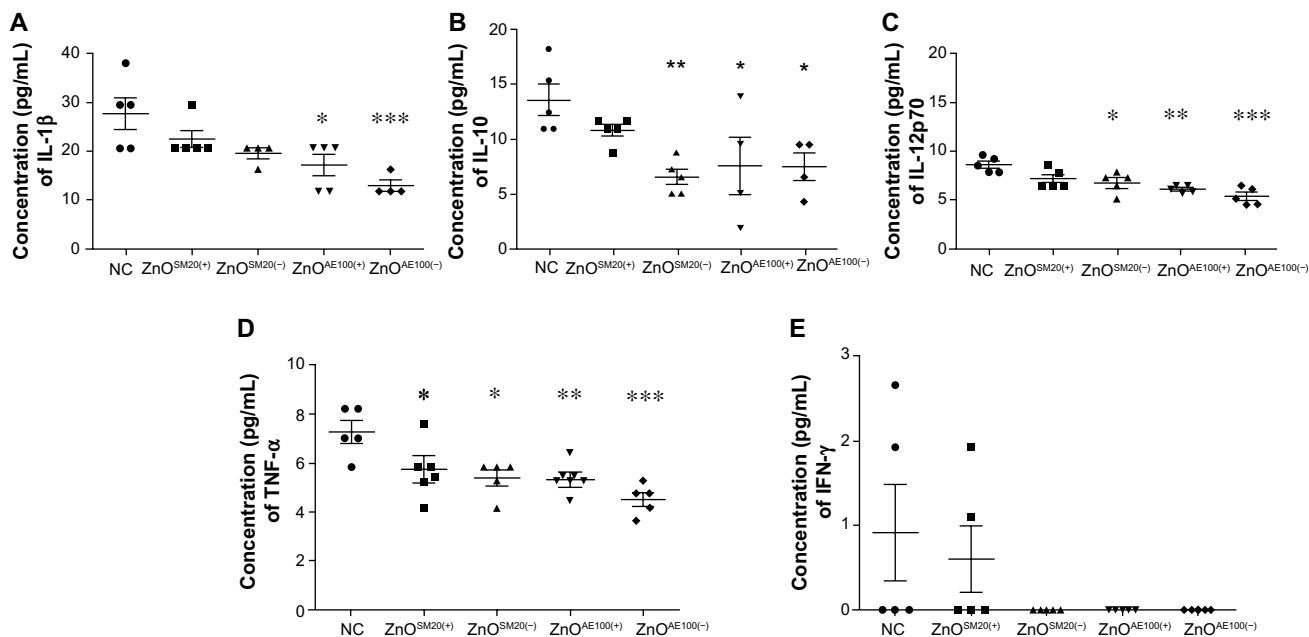 A
Concentration (pg/mL)
of IL-1β
40
30
20
10
0
*
***
NC ZnO^SM20(+) ZnO^SM20(−) ZnO^AE100(+) ZnO^AE100(−)
B
Concentration (pg/mL)
of IL-10
20
15
10
5
0
**
*
*
NC ZnO^SM20(+) ZnO^SM20(−) ZnO^AE100(+) ZnO^AE100(−)
C
Concentration (pg/mL)
of IL-12p70
20
15
10
5
0
*
**
***
NC ZnO^SM20(+) ZnO^SM20(−) ZnO^AE100(+) ZnO^AE100(−)
D
Concentration (pg/mL)
of TNF-α
10
8
6
4
2
0
*
*
**
***
NC ZnO^SM20(+) ZnO^SM20(−) ZnO^AE100(+) ZnO^AE100(−)
E
Concentration (pg/mL)
of IFN-γ
3
2
1
0
NC ZnO^SM20(+) ZnO^SM20(−) ZnO^AE100(+) ZnO^AE100(−)